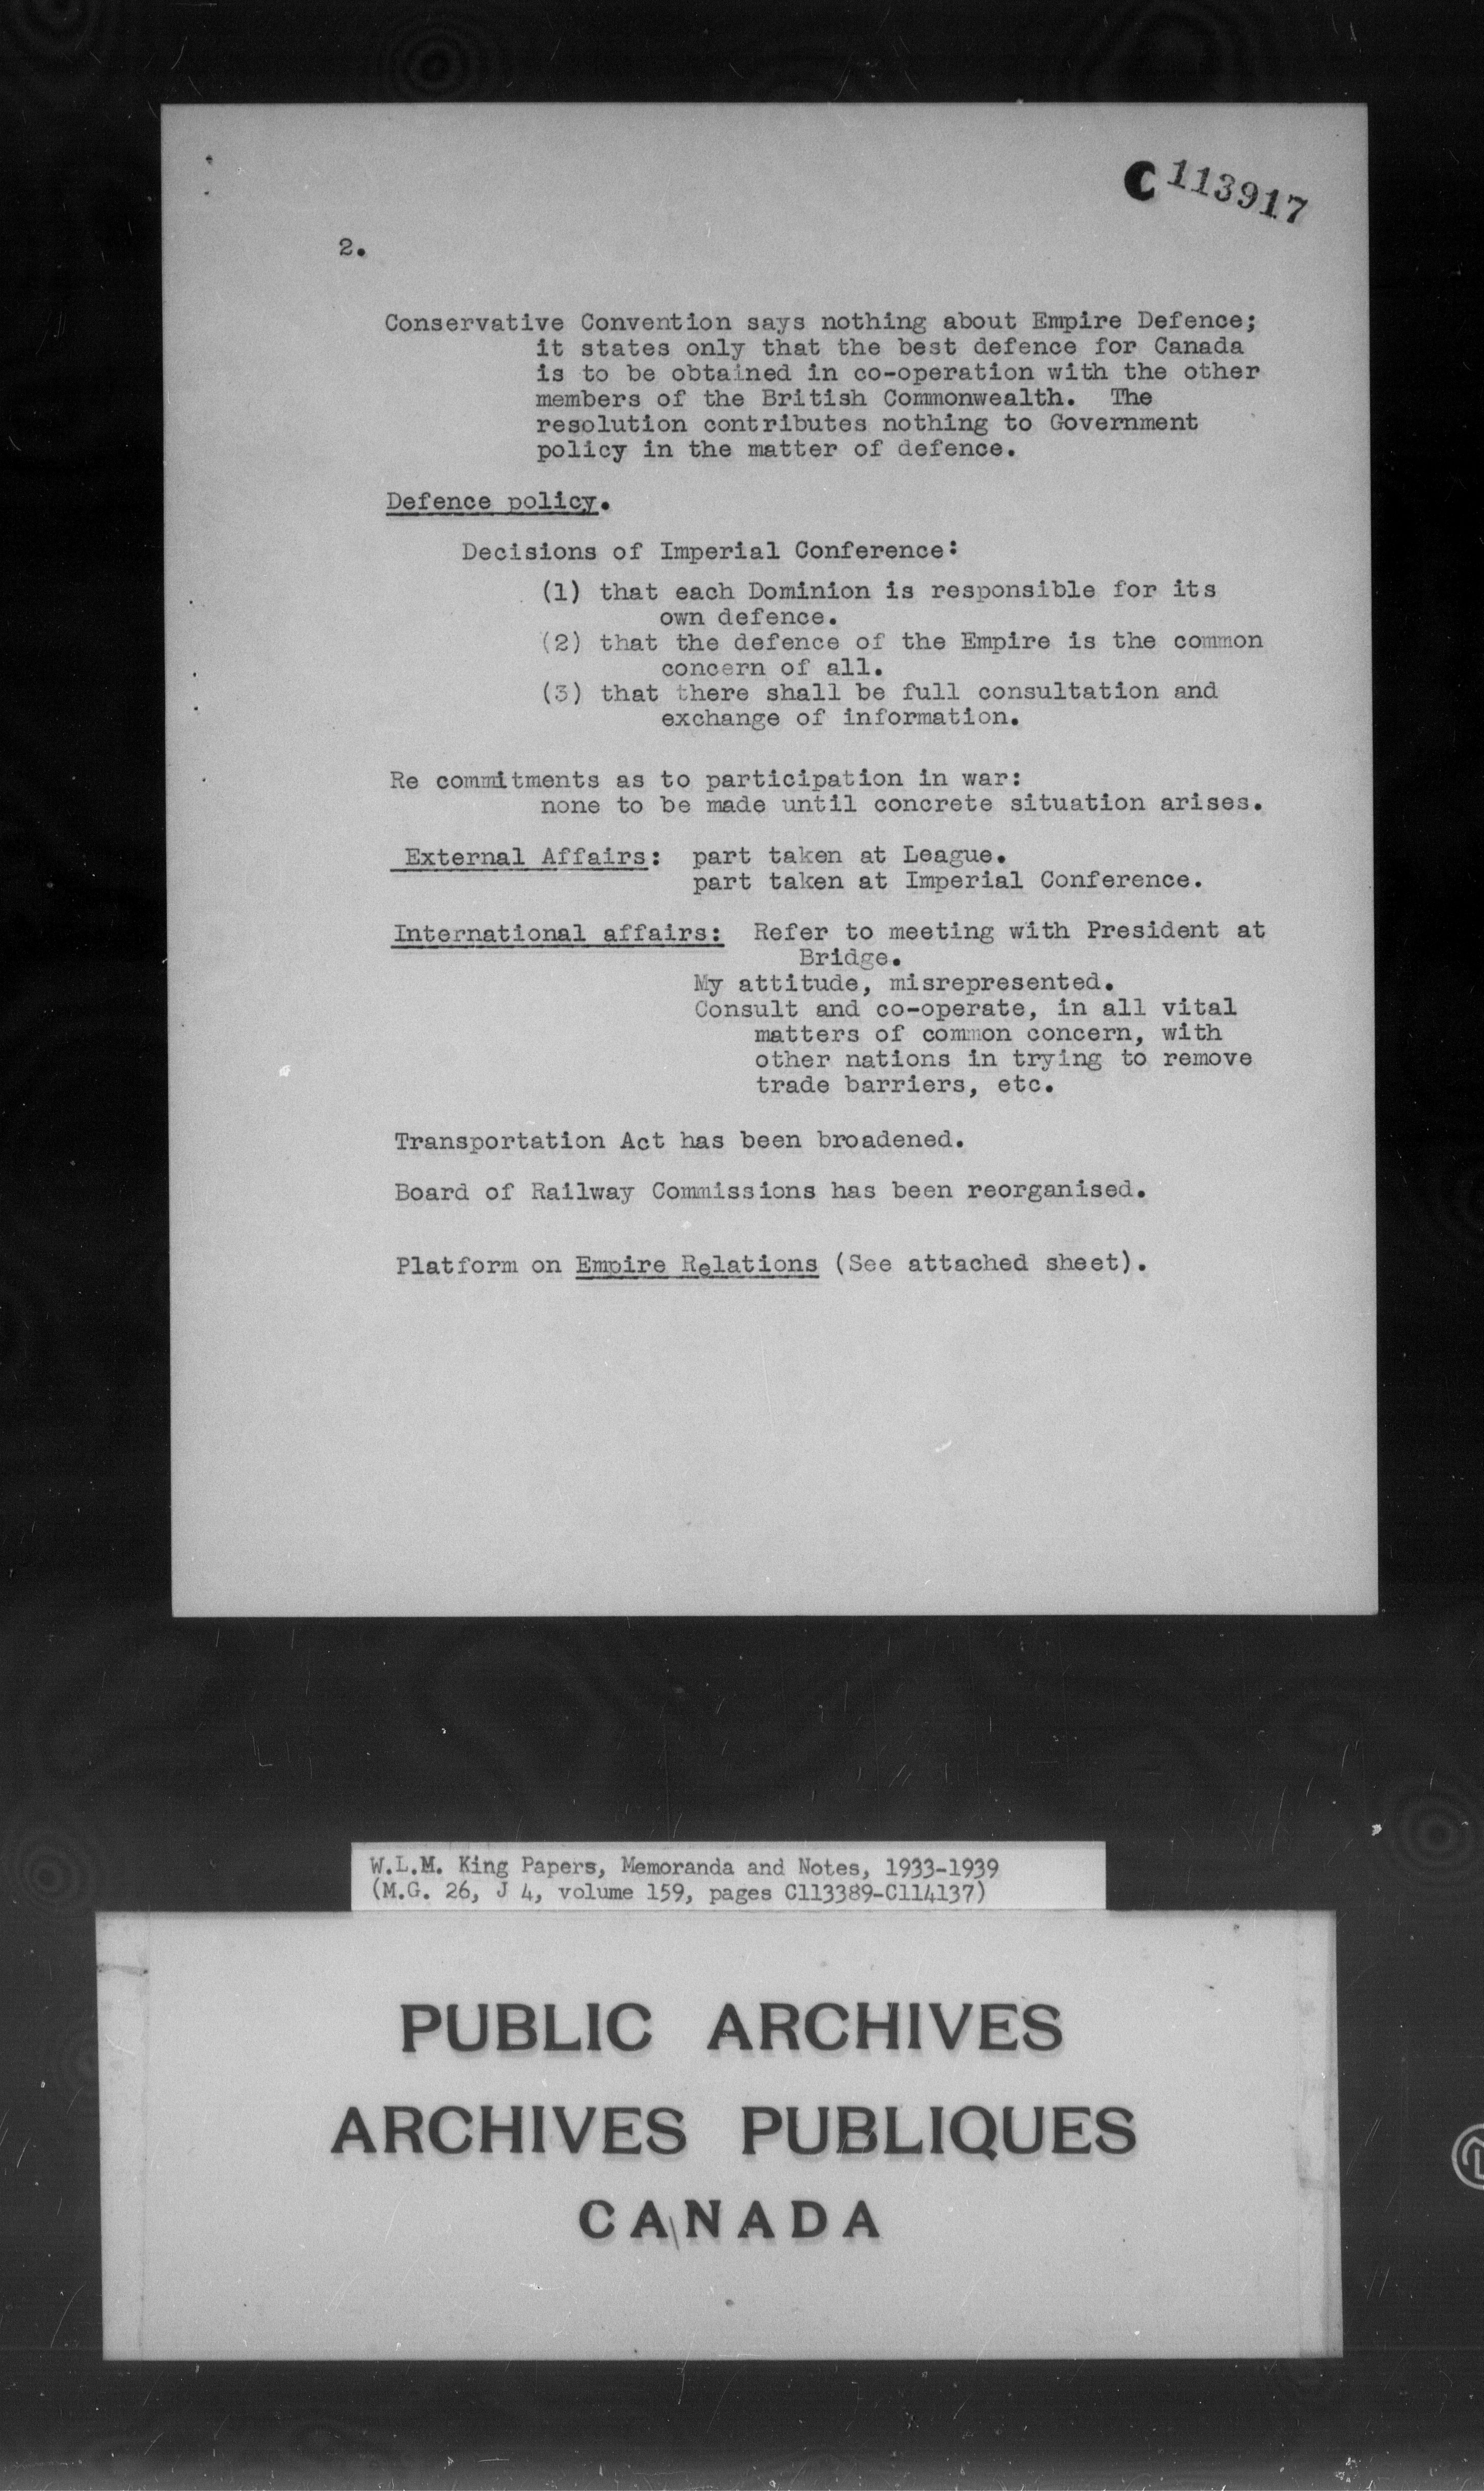 C 113917
2.
Conservative Convention says nothing about Empire Defence;
it states only that the best defence for Canada
is to be obtained in co-operation with the other
members of the British Commonwealth. The
resolution contributes nothing to Government
policy in the matter of defence.
Defence policy.
Decisions of Imperial Conference:
(1) that each Dominion is responsible for its
own defence.
(2) that the defence of the Empire is the common
concern of all.
(3) that there shall be full consultation and
exchange of information.
Re commitments as to participation in war:
none to be made until concrete situation arises.
External Affairs: part taken at League.
part taken at Imperial Conference.
International affairs: Refer to meeting with President at
Bridge.
My attitude, misrepresented.
Consult and co-operate, in all vital
matters of common concern, with
other nations in trying to remove
trade barriers, etc.
Transportation Act has been broadened.
Board of Railway Commissions has been reorganised.
Platform on Empire Relations (See attached sheet).
W.L.M. King Papers, Memoranda and Notes, 1933-1939
(M.G. 26, J 4, volume 159, pages C113389-C114137)
PUBLIC ARCHIVES
ARCHIVES PUBLIQUES
CANADA